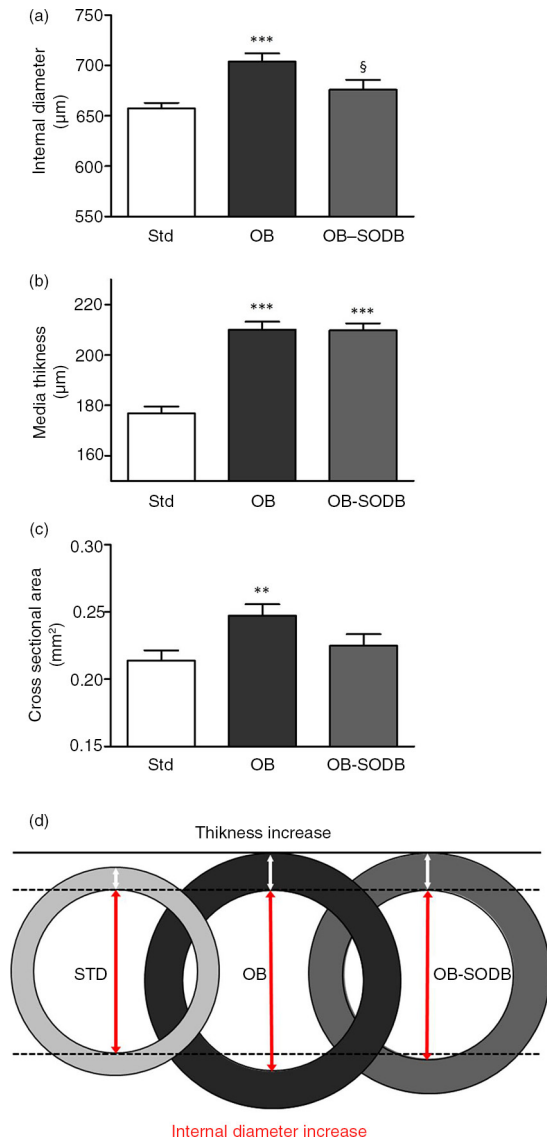 (a)
Internal diameter
(µm)
750
700
650
600
550
***
§
Std
OB
OB–SODB
(b)
Media thikness
(µm)
220
200
180
160
***
***
Std
OB
OB-SODB
(c)
Cross sectional area
(mm²)
0.30
0.25
0.20
0.15
**
Std
OB
OB-SODB
(d)
Thikness increase
STD
OB
OB-SODB
Internal diameter increase